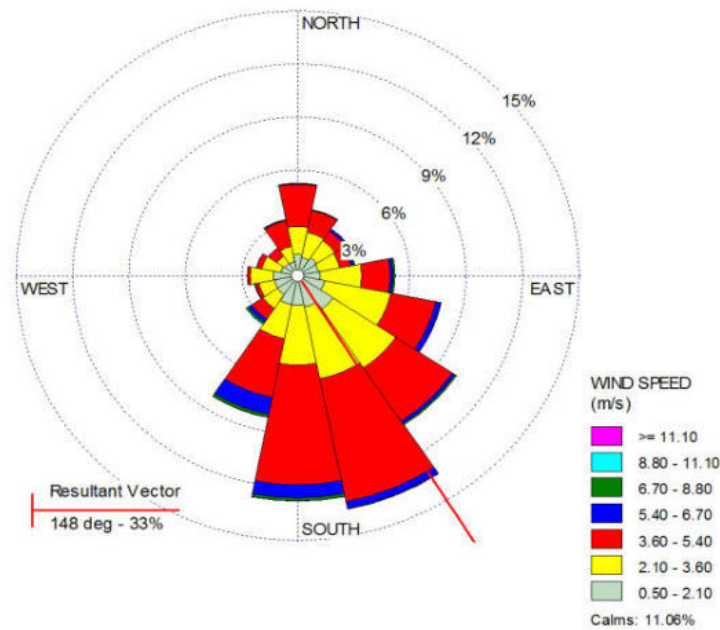 NORTH
15%
12%
9%
6%
3%
WEST
EAST
WIND SPEED
(m/s)
>= 11.10
8.80 - 11.10
6.70 - 8.80
5.40 - 6.70
3.60 - 5.40
2.10 - 3.60
0.50 - 2.10
Calms: 11.06%
Resultant Vector
148 deg - 33%
SOUTH